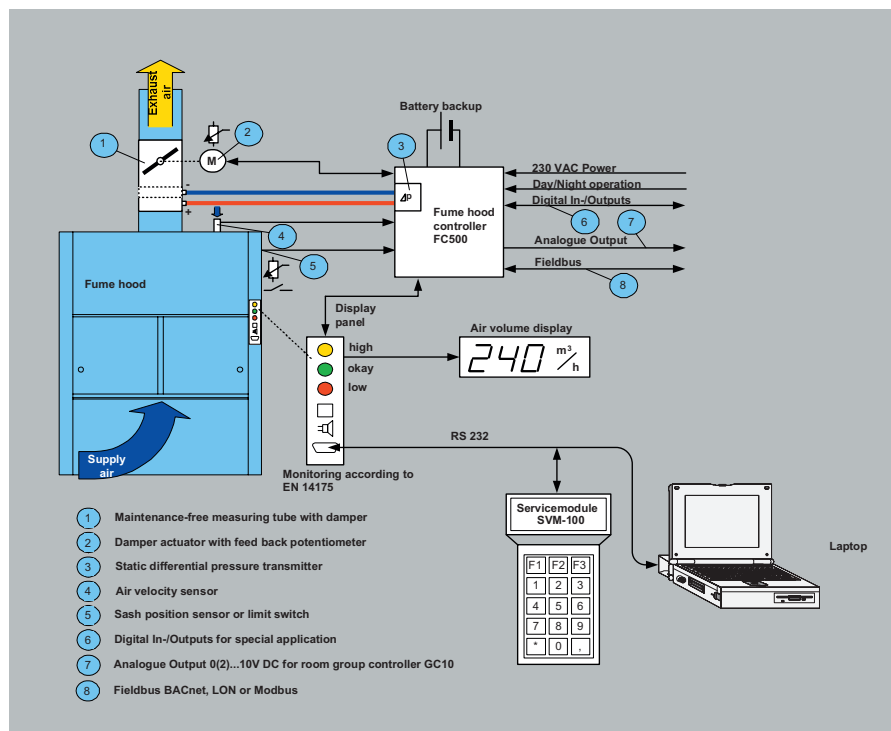 Exhaust
air
Battery backup
1
2
M
3
ΔP
-
+
4
5
Fume hood
controller
FC500
230 VAC Power
Day/Night operation
Digital In-/Outputs
6
7
Analogue Output
Fieldbus
8
Fume hood
Display
panel
high
okay
low
Air volume display
240 m³/h
RS 232
Supply
air
Monitoring according to
EN 14175
Servicemodule
SVM-100
F1 F2 F3
1 2 3
4 5 6
7 8 9
* 0 ,
Laptop
1 Maintenance-free measuring tube with damper
2 Damper actuator with feed back potentiometer
3 Static differential pressure transmitter
4 Air velocity sensor
5 Sash position sensor or limit switch
6 Digital In-/Outputs for special application
7 Analogue Output 0(2)...10V DC for room group controller GC10
8 Fieldbus BACnet, LON or Modbus